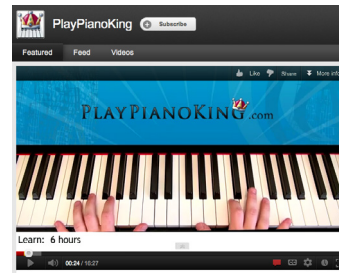 PlayPianoKing Subscribe
Featured Feed Videos
Like Share More info
PLAYPIANOKING.com
Learn: 6 hours
00:24 / 10:27